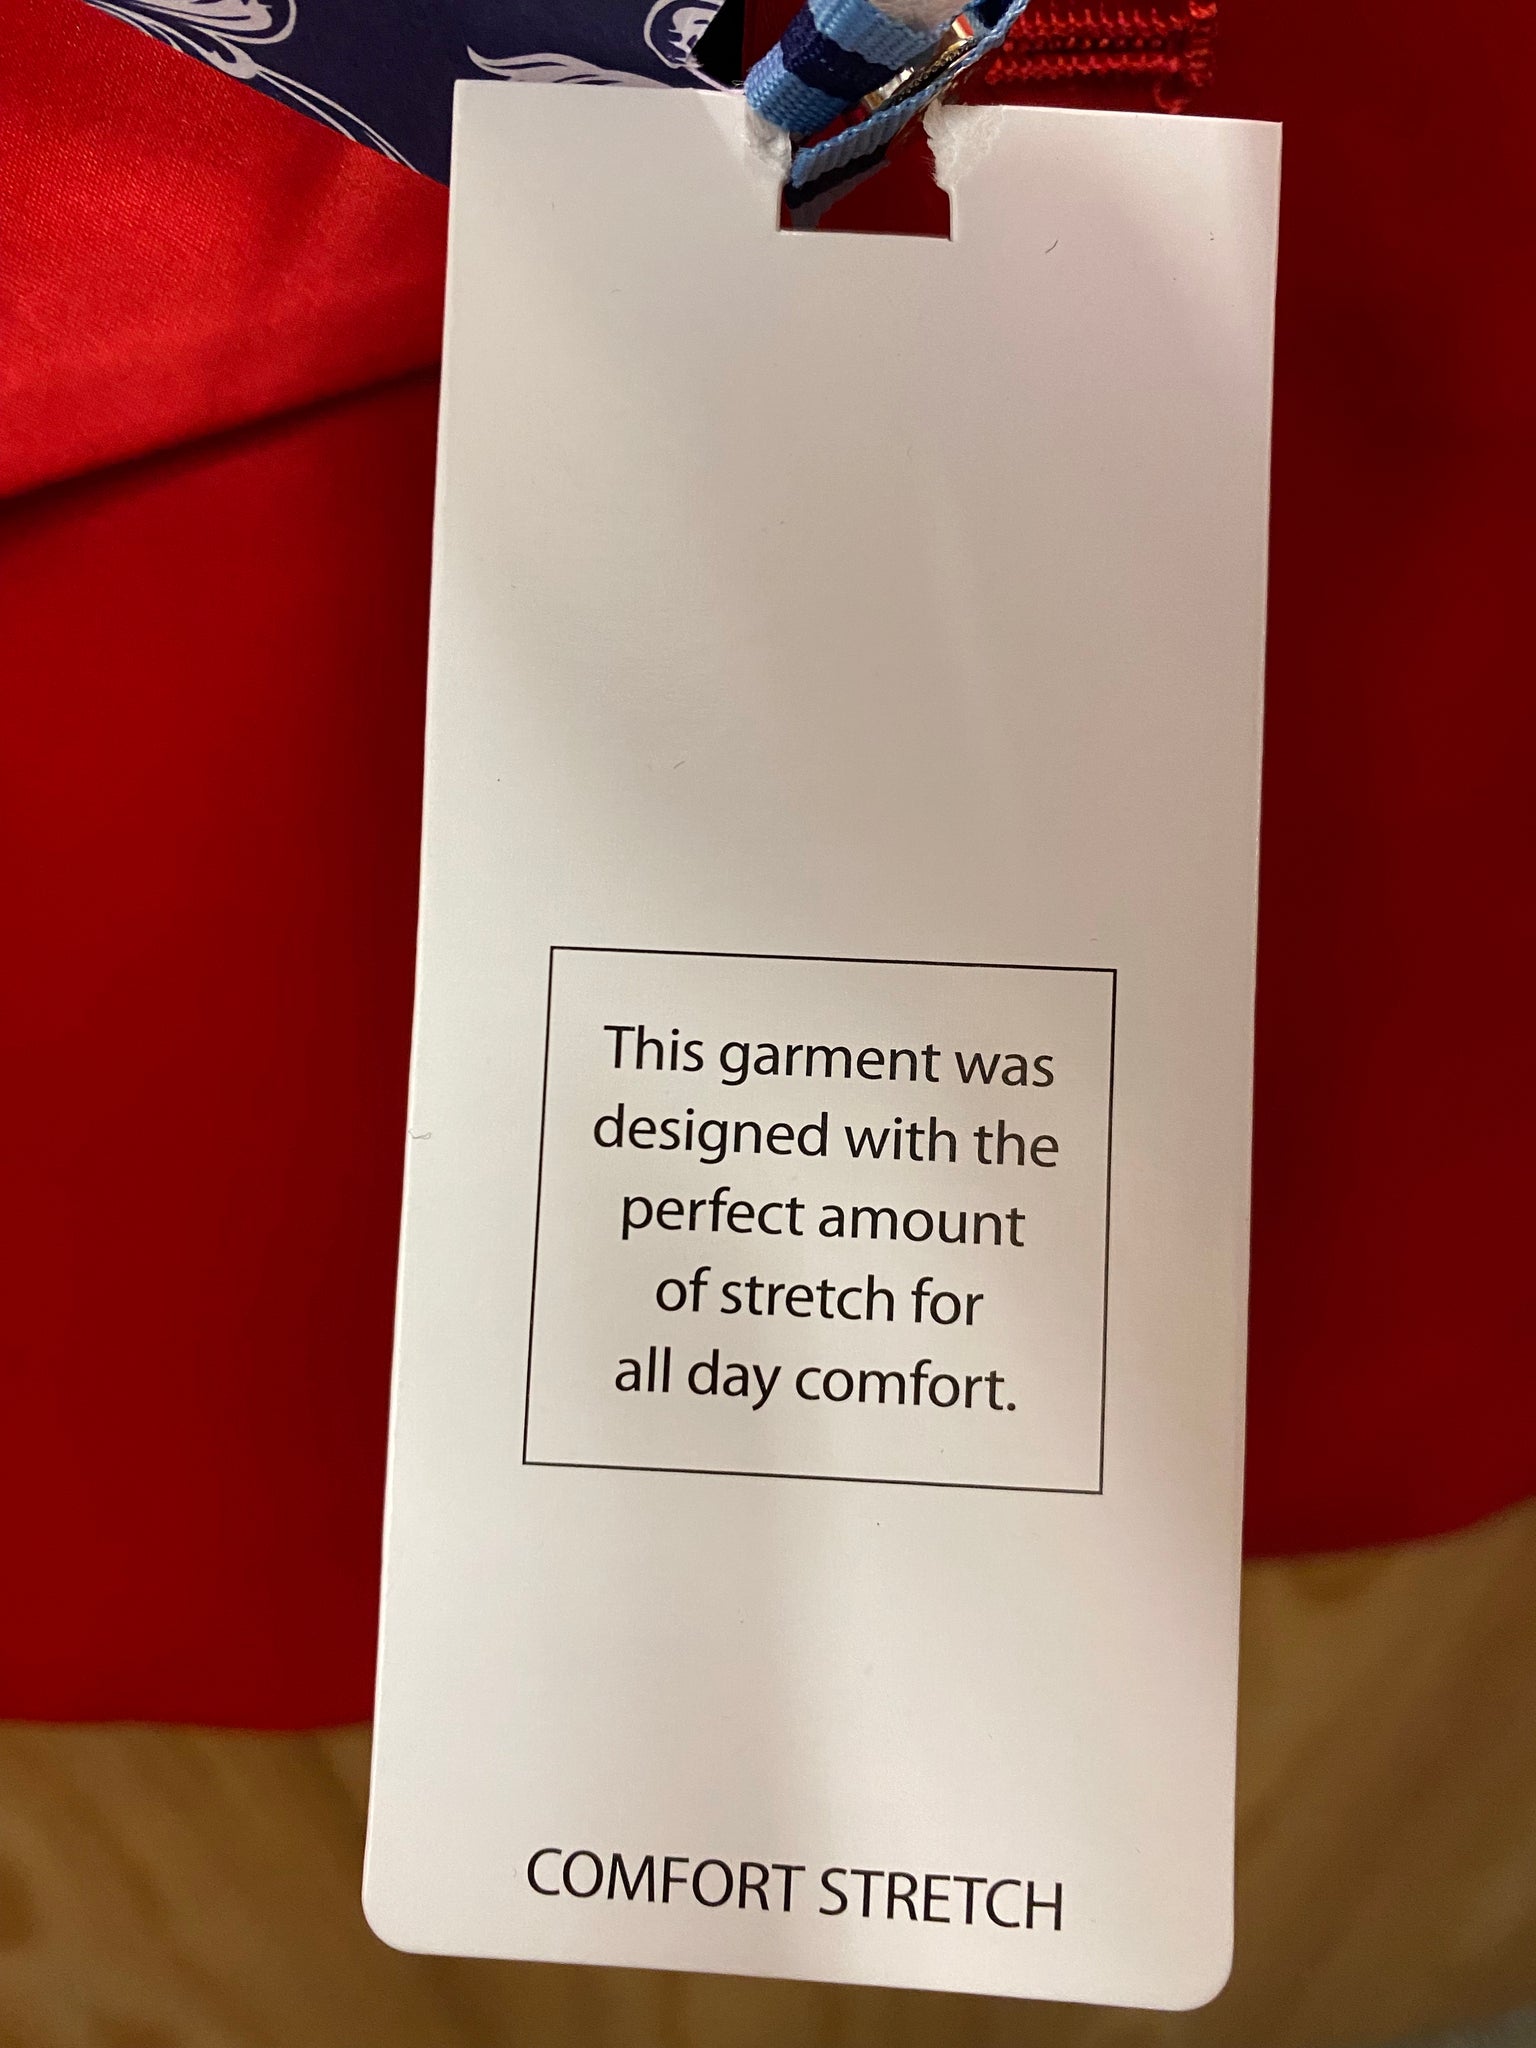 This garment was
designed with the
perfect amount
of stretch for
all day comfort.
COMFORT STRETCH